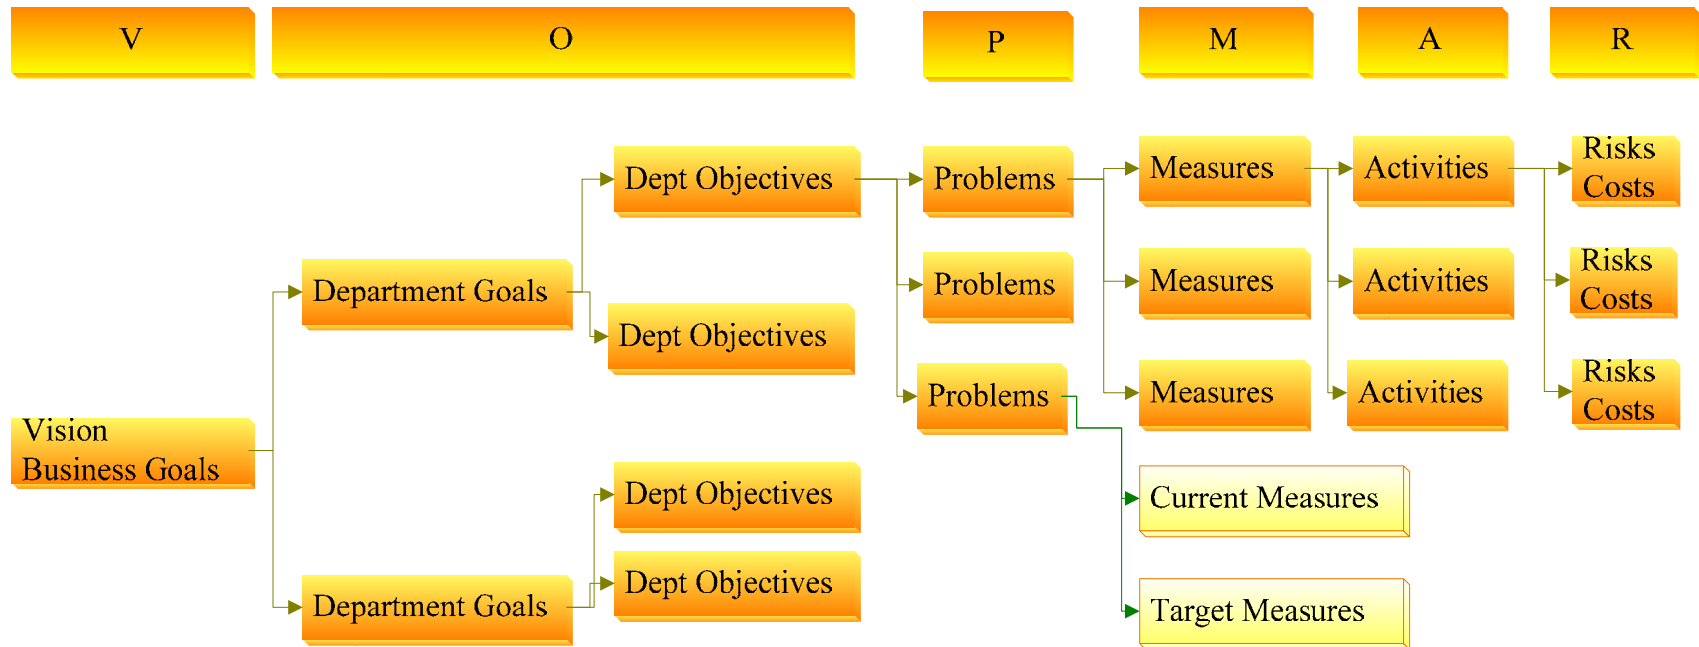 V
O
P
M
A
R
Vision
Business Goals
Department Goals
Department Goals
Dept Objectives
Dept Objectives
Dept Objectives
Dept Objectives
Problems
Problems
Problems
Measures
Measures
Measures
Current Measures
Target Measures
Activities
Activities
Activities
Risks
Costs
Risks
Costs
Risks
Costs